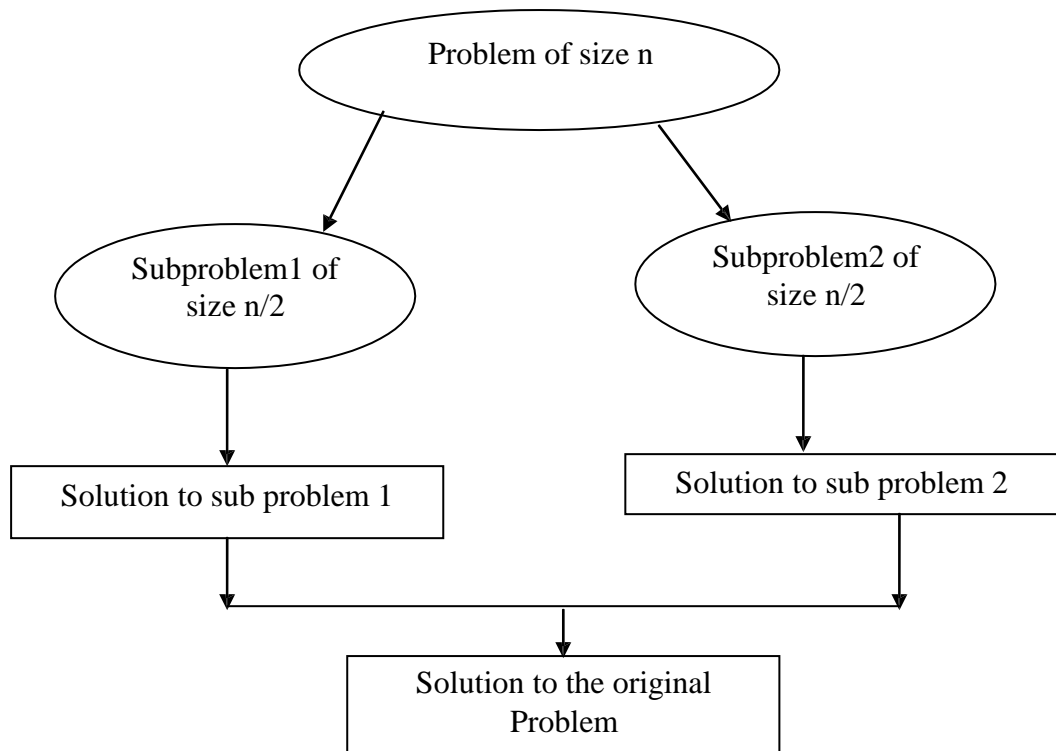 Problem of size n
Subproblem1 of
size n/2
Subproblem2 of
size n/2
Solution to sub problem 1
Solution to sub problem 2
Solution to the original
Problem